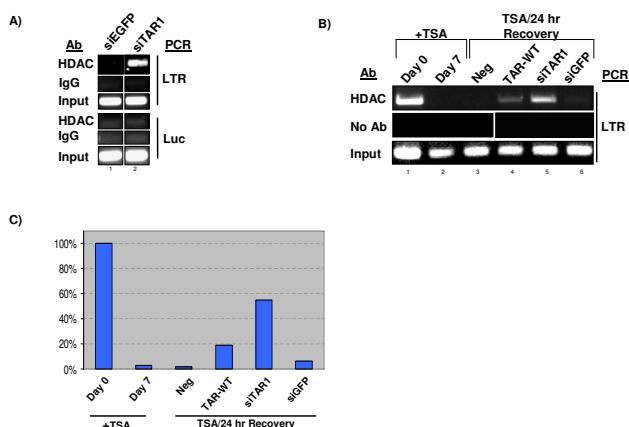 A)
siEGFP
siTAR1
Ab
PCR
HDAC
IgG
Input
LTR
HDAC
IgG
Input
Luc
1 2
B)
TSA/24 hr
Recovery
+TSA
Day 0
Day 7
Neg
TAR-WT
siTAR1
siGFP
Ab
PCR
HDAC
No Ab
Input
LTR
1 2 3 4 5 6
C)
100%
80%
60%
40%
20%
0%
Day 0
Day 7
Neg
TAR-WT
siTAR1
siGFP
+TSA
TSA/24 hr Recovery